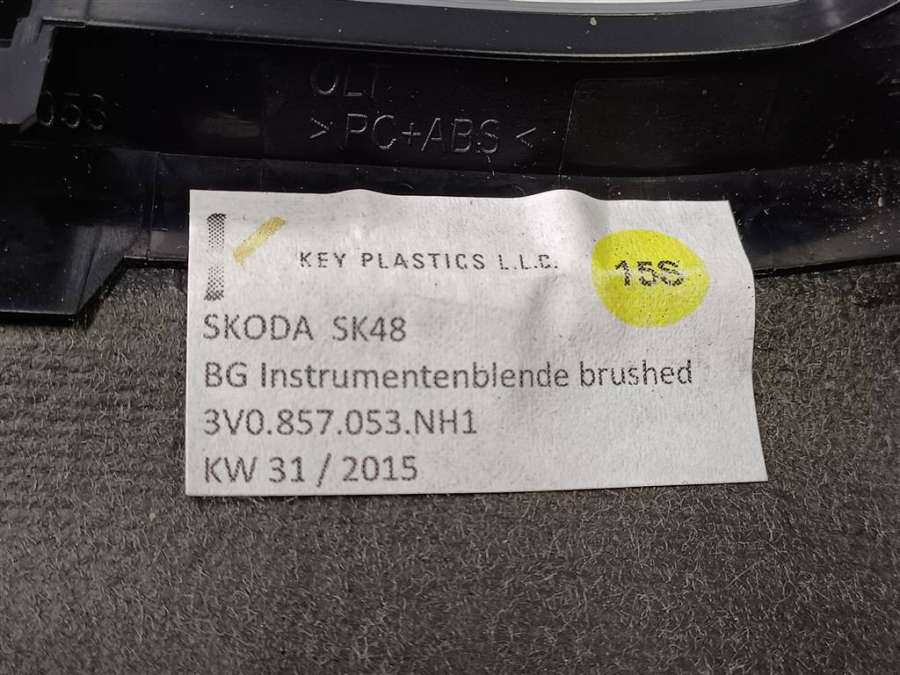 > PC+ABS <
KEY PLASTICS L.L.C.
15S
SKODA SK48
BG Instrumentenblende brushed
3V0.857.053.NH1
KW 31 / 2015